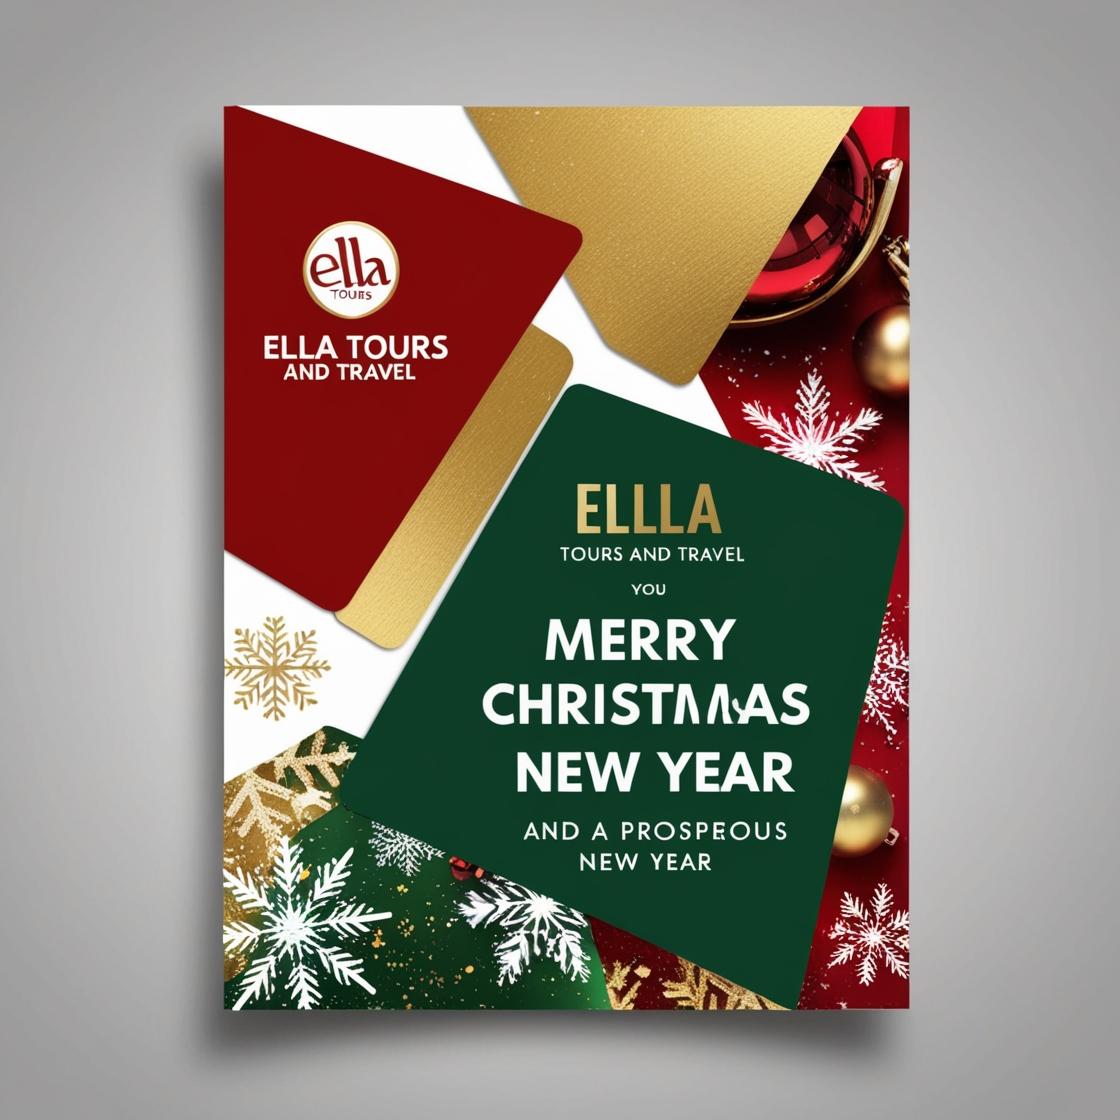 ella
TOURS
ELLA TOURS
AND TRAVEL
ELLLA
TOURS AND TRAVEL
YOU
MERRY
CHRISTMAS
NEW YEAR
AND A PROSPEOUS
NEW YEAR